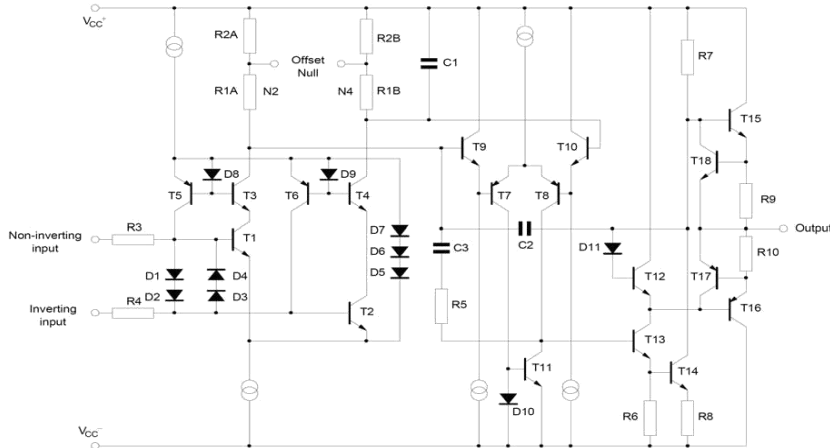 VCC+
R2A
R2B
Offset
Null
C1
R7
R1A
N2
N4
R1B
T15
T9
T10
T18
D8
D9
T5
T3
T6
T4
T7
T8
R9
R3
Non-inverting
input
T1
D7
D6
D5
C3
C2
D11
Output
R10
D1
D4
D2
D3
T12
T17
Inverting
input
R4
T2
R5
T16
T13
T11
T14
D10
R6
R8
VCC-